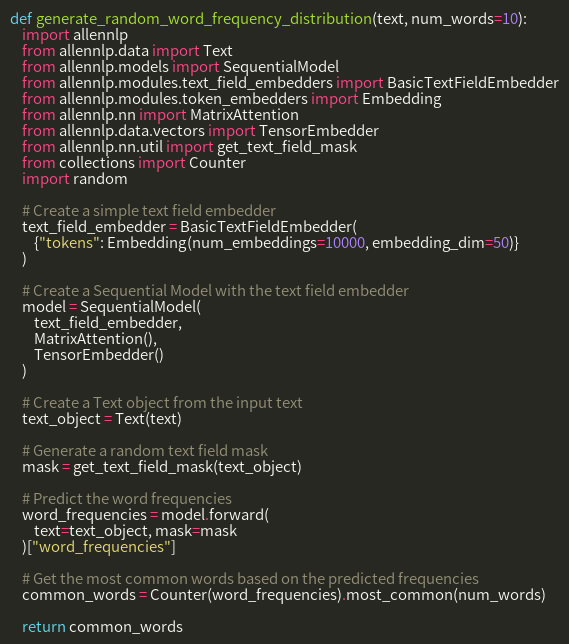 def generate_random_word_frequency_distribution(text, num_words=10):
import allennlp
from allennlp.data import Text
from allennlp.models import SequentialModel
from allennlp.modules.text_field_embedders import BasicTextFieldEmbedder
from allennlp.modules.token_embedders import Embedding
from allennlp.nn import MatrixAttention
from allennlp.data.vectors import TensorEmbedder
from allennlp.nn.util import get_text_field_mask
from collections import Counter
import random
# Create a simple text field embedder
text_field_embedder = BasicTextFieldEmbedder(
{"tokens": Embedding(num_embeddings=10000, embedding_dim=50)}
)
# Create a Sequential Model with the text field embedder
model = SequentialModel(
text_field_embedder,
MatrixAttention(),
TensorEmbedder()
)
# Create a Text object from the input text
text_object = Text(text)
# Generate a random text field mask
mask = get_text_field_mask(text_object)
# Predict the word frequencies
word_frequencies = model.forward(
text=text_object, mask=mask
)["word_frequencies"]
# Get the most common words based on the predicted frequencies
common_words = Counter(word_frequencies).most_common(num_words)
return common_words